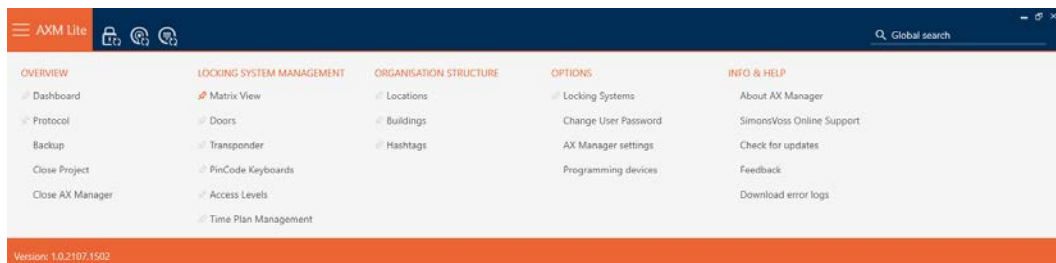 AXM Lite
Global search
OVERVIEW
Dashboard
Protocol
Backup
Close Project
Close AX Manager
LOCKING SYSTEM MANAGEMENT
Matrix View
Doors
Transponder
PinCode Keyboards
Access Levels
Time Plan Management
ORGANISATION STRUCTURE
Locations
Buildings
Hashtags
OPTIONS
Locking Systems
Change User Password
AX Manager settings
Programming devices
INFO & HELP
About AX Manager
SimonsVoss Online Support
Check for updates
Feedback
Download error logs
Version: 1.0.2107.1502